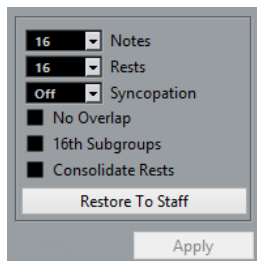 16 Notes
16 Rests
Off Syncopation
No Overlap
16th Subgroups
Consolidate Rests
Restore To Staff
Apply